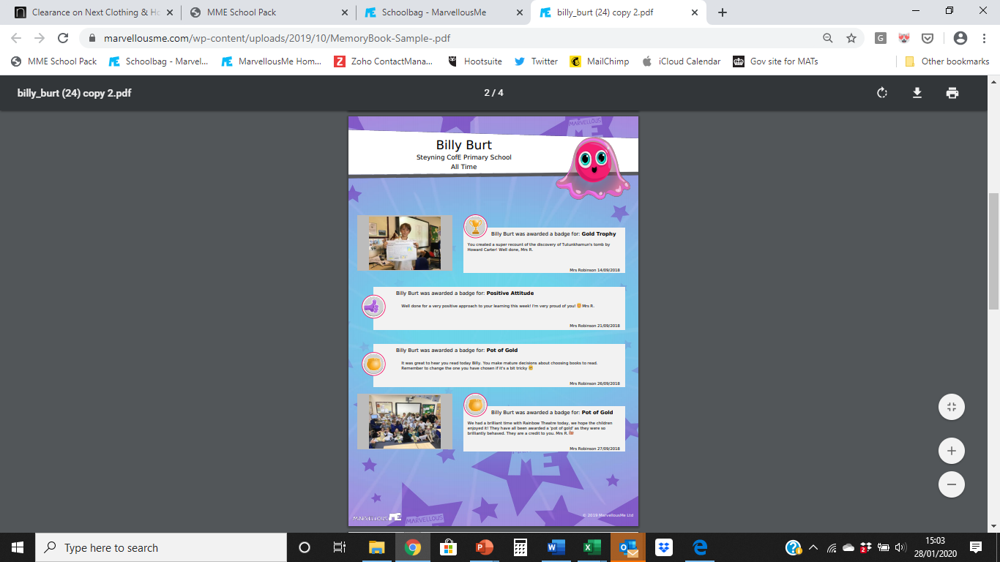 Clearance on Next Clothing & Ho
MME School Pack
Schoolbag - MarvellousMe
billy_burt (24) copy 2.pdf
marvellousme.com/wp-content/uploads/2019/10/MemoryBook-Sample-.pdf
MME School Pack
Schoolbag - Marvel...
MarvellousMe Hom...
Zoho ContactMana...
Hootsuite
Twitter
MailChimp
iCloud Calendar
Gov site for MATs
Other bookmarks
billy_burt (24) copy 2.pdf
2 / 4
MARVELLOUS
ME
Billy Burt
Steyning CofE Primary School
All Time
Billy Burt was awarded a badge for: Gold Trophy
You created a super recount of the discovery of Tutunkhamun's tomb by
Howard Carter! Well done, Mrs R.
Mrs Robinson 14/09/2018
Billy Burt was awarded a badge for: Positive Attitude
Well done for a very positive approach to your learning this week! I'm very proud of you! 😊 Mrs R.
Mrs Robinson 21/09/2018
Billy Burt was awarded a badge for: Pot of Gold
It was great to hear you read today Billy. You make mature decisions about choosing books to read.
Remember to change the one you have chosen if it's a bit tricky
Mrs Robinson 26/09/2018
Billy Burt was awarded a badge for: Pot of Gold
We had a brilliant time with Rainbow Theatre today, we hope the children
enjoyed it! They have all been awarded a 'pot of gold' as they were so
brilliantly behaved. They are a credit to you. Mrs R.
Mrs Robinson 27/09/2018
ME
MARVELLOUS ME
MARVELLOUS
© 2019 MarvellousMe Ltd
Type here to search
15:03
28/01/2020